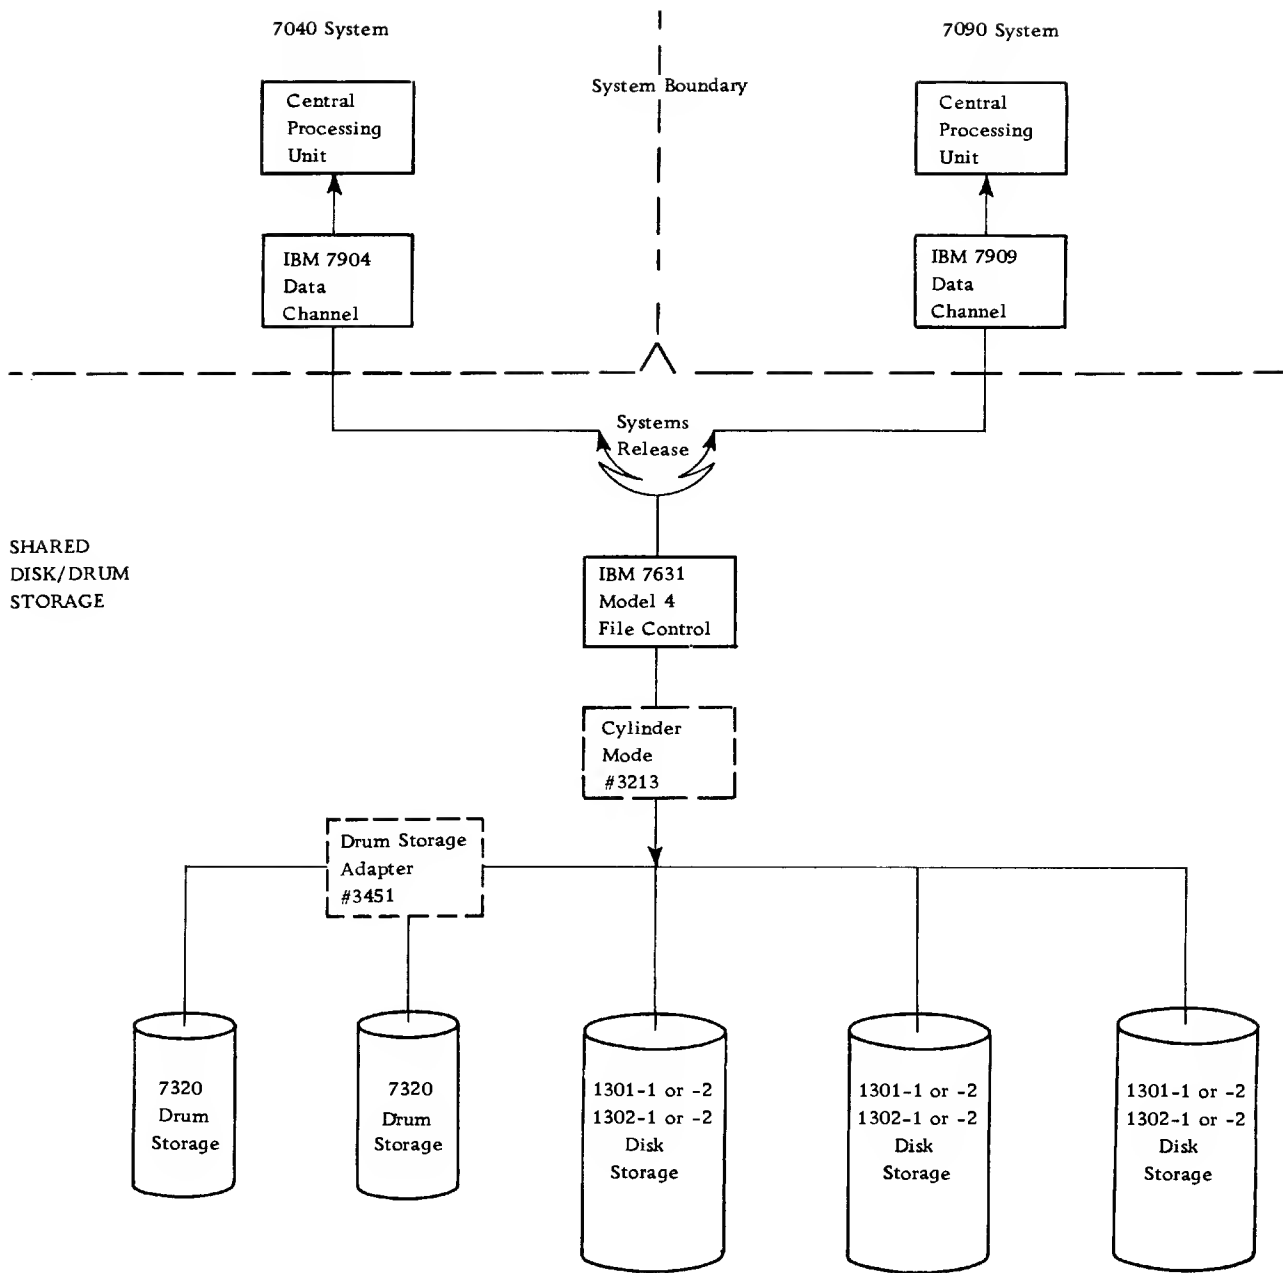 7040 System
7090 System
System Boundary
Central
Processing
Unit
Central
Processing
Unit
IBM 7904
Data
Channel
IBM 7909
Data
Channel
Systems
Release
SHARED
DISK/DRUM
STORAGE
IBM 7631
Model 4
File Control
Cylinder
Mode
#3213
Drum Storage
Adapter
#3451
7320
Drum
Storage
7320
Drum
Storage
1301-1 or -2
1302-1 or -2
Disk
Storage
1301-1 or -2
1302-1 or -2
Disk
Storage
1301-1 or -2
1302-1 or -2
Disk
Storage